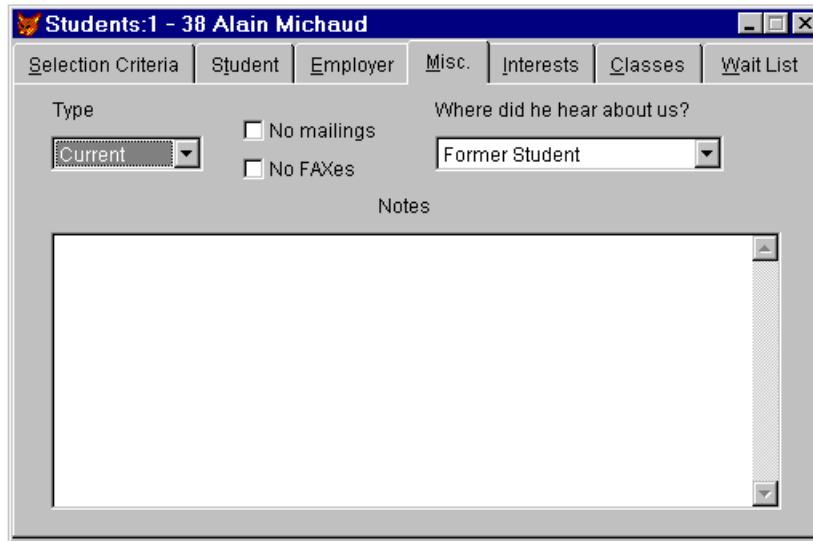 Students:1 - 38 Alain Michaud
Selection Criteria Student Employer Misc. Interests Classes Wait List
Type Where did he hear about us?
No mailings
Current Former Student
No FAXes
Notes